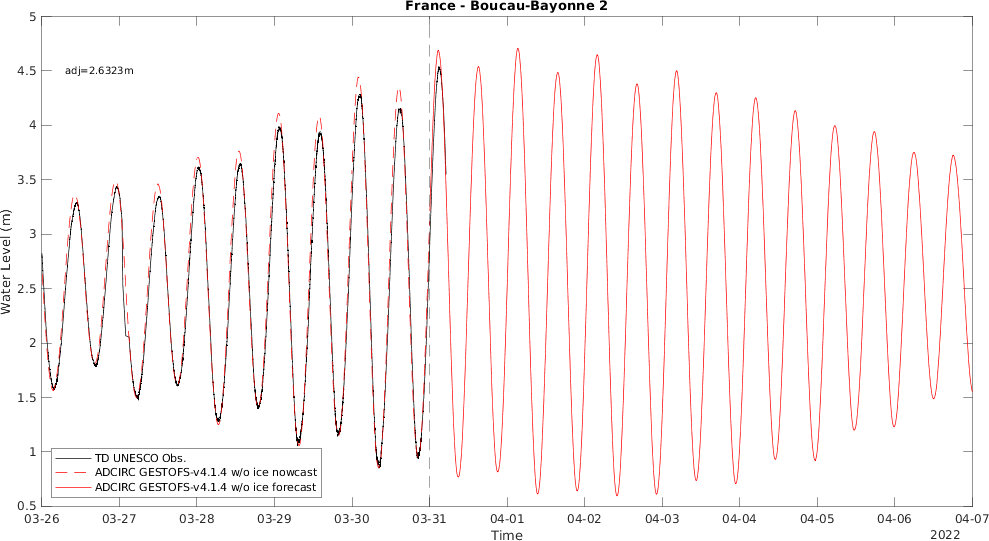 France - Boucau-Bayonne 2
adj=2.6323m
Water Level (m)
5
4.5
4
3.5
3
2.5
2
1.5
1
0.5
TD UNESCO Obs.
ADCIRC GESTOFS-v4.1.4 w/o ice nowcast
ADCIRC GESTOFS-v4.1.4 w/o ice forecast
03-26 03-27 03-28 03-29 03-30 03-31 04-01 04-02 04-03 04-04 04-05 04-06 04-07
Time
2022